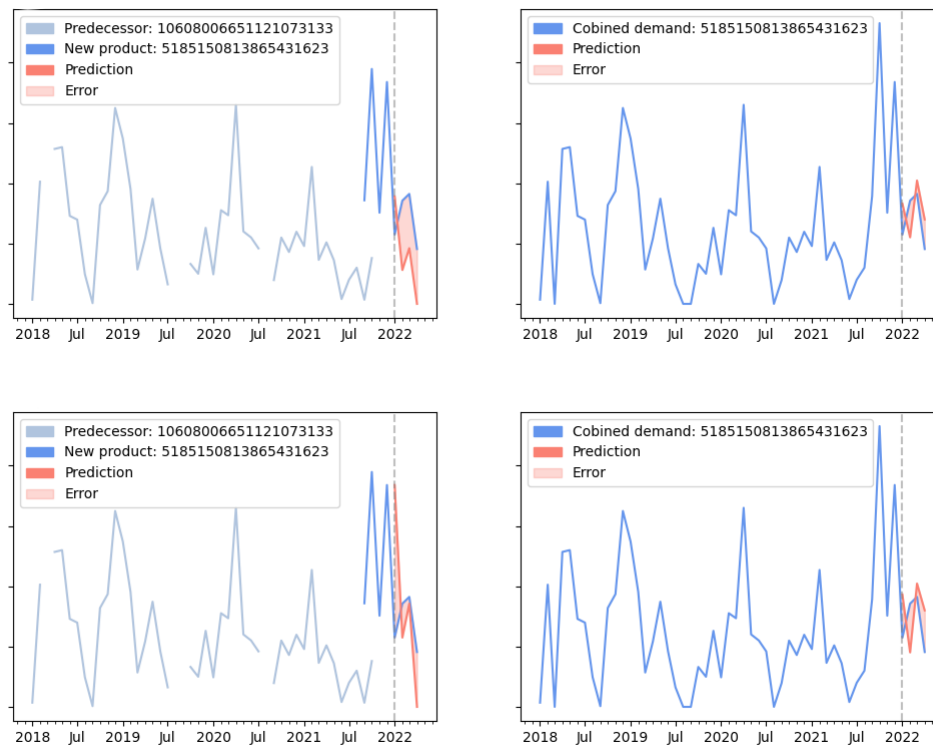 Predecessor: 10608006651121073133
New product: 5185150813865431623
Prediction
Error
2018 Jul 2019 Jul 2020 Jul 2021 Jul 2022
Cobined demand: 5185150813865431623
Prediction
Error
2018 Jul 2019 Jul 2020 Jul 2021 Jul 2022
Predecessor: 10608006651121073133
New product: 5185150813865431623
Prediction
Error
2018 Jul 2019 Jul 2020 Jul 2021 Jul 2022
Cobined demand: 5185150813865431623
Prediction
Error
2018 Jul 2019 Jul 2020 Jul 2021 Jul 2022